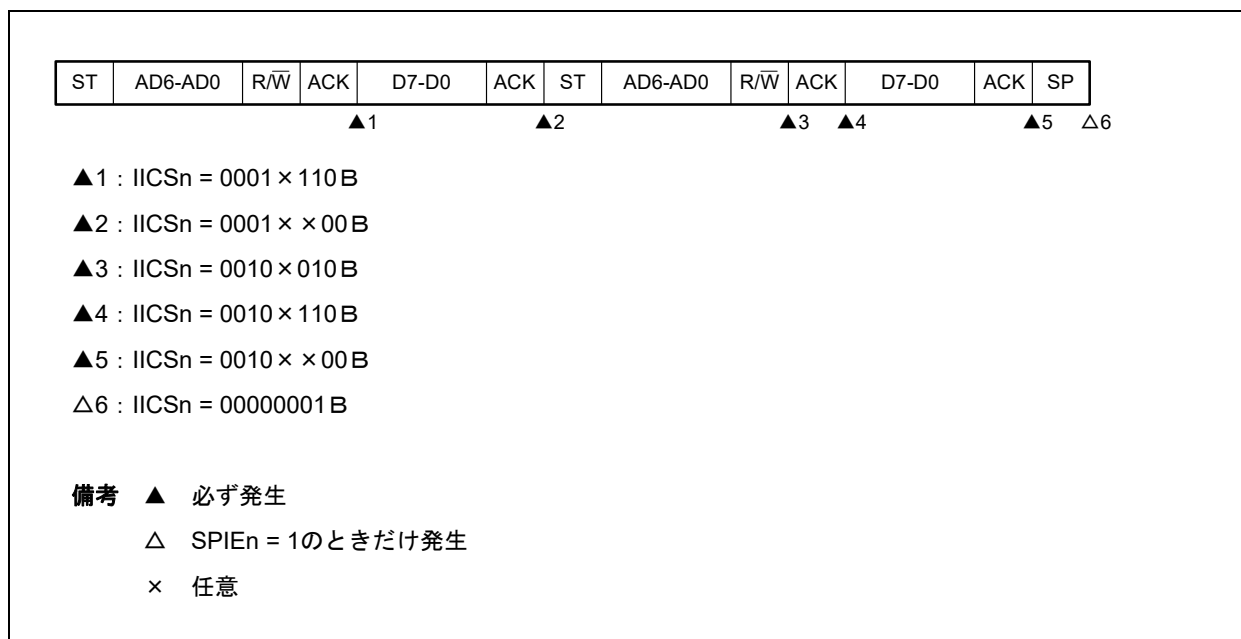 ST AD6-AD0 R/W̅ ACK D7-D0 ACK ST AD6-AD0 R/W̅ ACK D7-D0 ACK SP
▲1 ▲2 ▲3 ▲4 ▲5 △6
▲1：IICSn = 0001×110B
▲2：IICSn = 0001××00B
▲3：IICSn = 0010×010B
▲4：IICSn = 0010×110B
▲5：IICSn = 0010××00B
△6：IICSn = 00000001B
備考 ▲ 必ず発生
△ SPIEn = 1のときだけ発生
× 任意